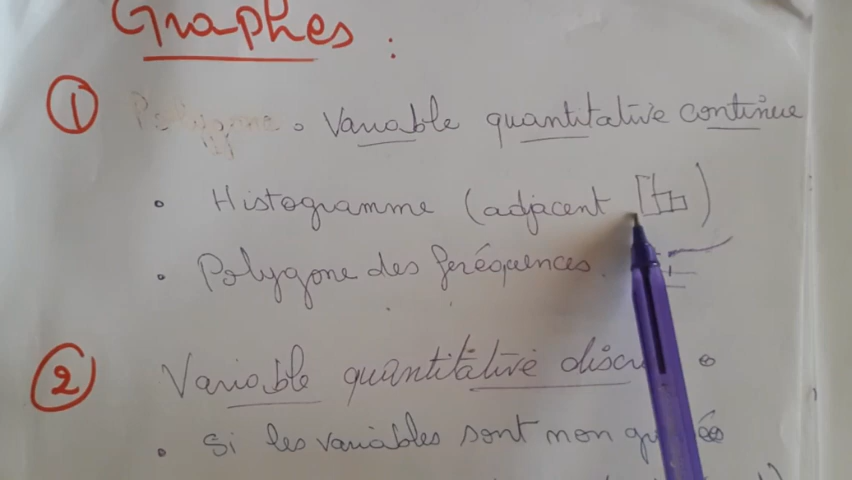 Graphes :
① Variable quantitative continue
• Histogramme (adjacent )
• Polygone des fréquences.
② Variable quantitative
• Si les variables sont non